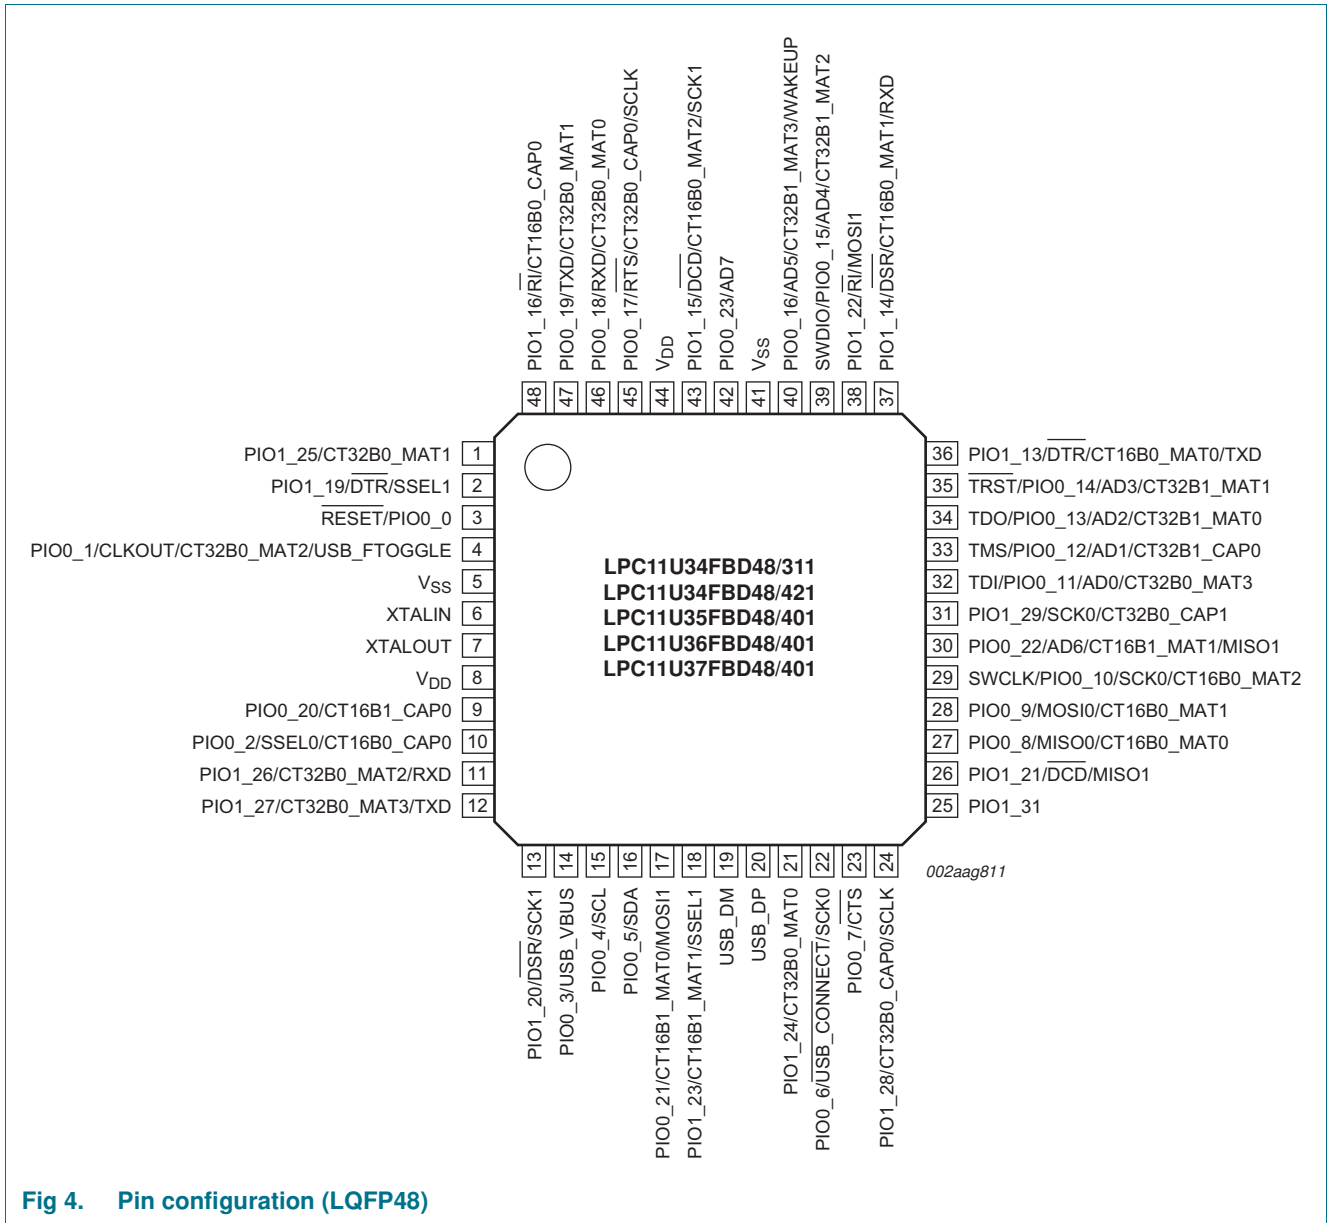 48 PIO1_16/RI/CT16B0_CAP0
47 PIO0_19/TXD/CT32B0_MAT1
46 PIO0_18/RXD/CT32B0_MAT0
45 PIO0_17/RTS/CT32B0_CAP0/SCLK
44 VDD
43 PIO1_15/DCD/CT16B0_MAT2/SCK1
42 PIO0_23/AD7
41 VSS
40 PIO0_16/AD5/CT32B1_MAT3/WAKEUP
39 SWDIO/PIO0_15/AD4/CT32B1_MAT2
38 PIO1_22/RI/MOSI1
37 PIO1_14/DSR/CT16B0_MAT1/RXD
PIO1_25/CT32B0_MAT1 1
PIO1_19/DTR/SSEL1 2
RESET/PIO0_0 3
PIO0_1/CLKOUT/CT32B0_MAT2/USB_FTOGGLE 4
VSS 5
XTALIN 6
XTALOUT 7
VDD 8
PIO0_20/CT16B1_CAP0 9
PIO0_2/SSEL0/CT16B0_CAP0 10
PIO1_26/CT32B0_MAT2/RXD 11
PIO1_27/CT32B0_MAT3/TXD 12
LPC11U34FBD48/311
LPC11U34FBD48/421
LPC11U35FBD48/401
LPC11U36FBD48/401
LPC11U37FBD48/401
36 PIO1_13/DTR/CT16B0_MAT0/TXD
35 TRST/PIO0_14/AD3/CT32B1_MAT1
34 TDO/PIO0_13/AD2/CT32B1_MAT0
33 TMS/PIO0_12/AD1/CT32B1_CAP0
32 TDI/PIO0_11/AD0/CT32B0_MAT3
31 PIO1_29/SCK0/CT32B0_CAP1
30 PIO0_22/AD6/CT16B1_MAT1/MISO1
29 SWCLK/PIO0_10/SCK0/CT16B0_MAT2
28 PIO0_9/MOSI0/CT16B0_MAT1
27 PIO0_8/MISO0/CT16B0_MAT0
26 PIO1_21/DCD/MISO1
25 PIO1_31
13 PIO1_20/DSR/SCK1
14 PIO0_3/USB_VBUS
15 PIO0_4/SCL
16 PIO0_5/SDA
17 PIO0_21/CT16B1_MAT0/MOSI1
18 PIO1_23/CT16B1_MAT1/SSEL1
19 USB_DM
20 USB_DP
21 PIO1_24/CT32B0_MAT0
22 PIO0_6/USB_CONNECT/SCK0
23 PIO0_7/CTS
24 PIO1_28/CT32B0_CAP0/SCLK
002aag811
Fig 4. Pin configuration (LQFP48)